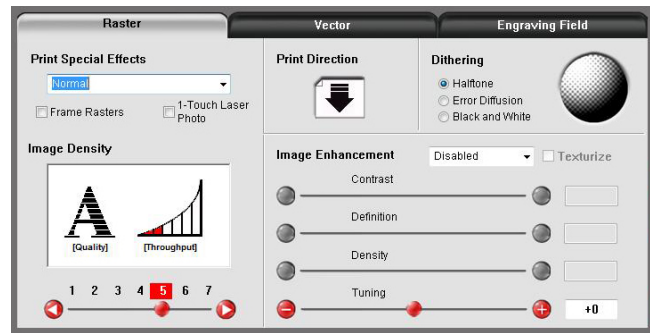 Raster
Vector
Engraving Field
Print Special Effects
Normal
Frame Rasters
1-Touch Laser
Photo
Print Direction
Dithering
Halftone
Error Diffusion
Black and White
Image Density
A
[Quality]
[Throughput]
1 2 3 4 5 6 7
Image Enhancement
Disabled
Texturize
Contrast
Definition
Density
Tuning
+0